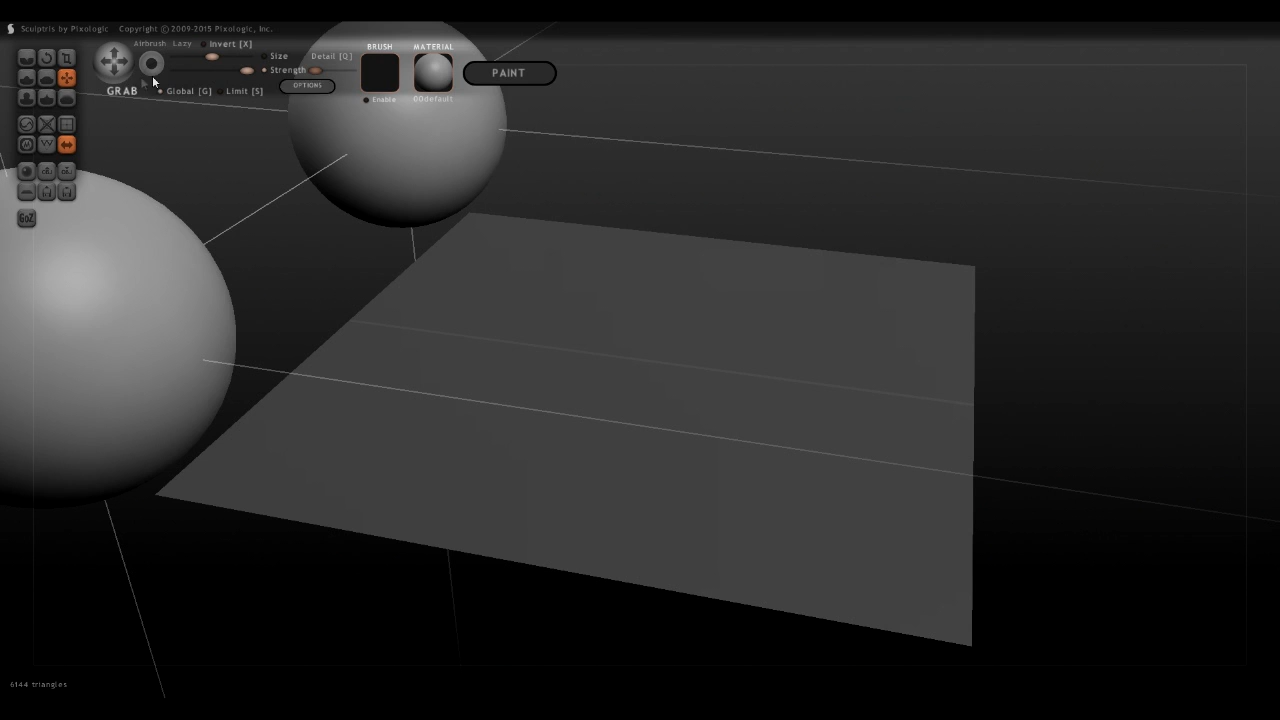 Sculptris by Pixologic Copyright © 2009-2015 Pixologic, Inc.
Airbrush Lazy Invert [X]
BRUSH MATERIAL
Size Detail [Q]
Strength
PAINT
OPTIONS
GRAB Global [G] Limit [S]
Enable 00default
GoZ
6144 triangles